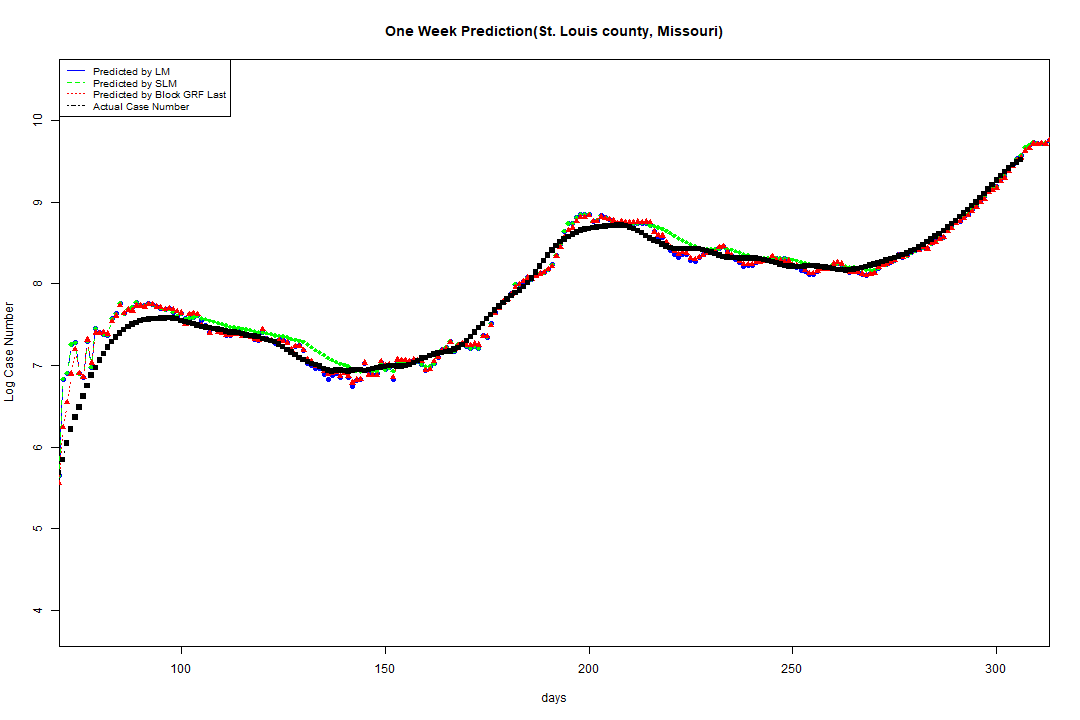 One Week Prediction(St. Louis county, Missouri)
Predicted by LM
Predicted by SLM
Predicted by Block GRF Last
Actual Case Number
10
9
8
7
6
5
4
Log Case Number
100
150
200
250
300
days